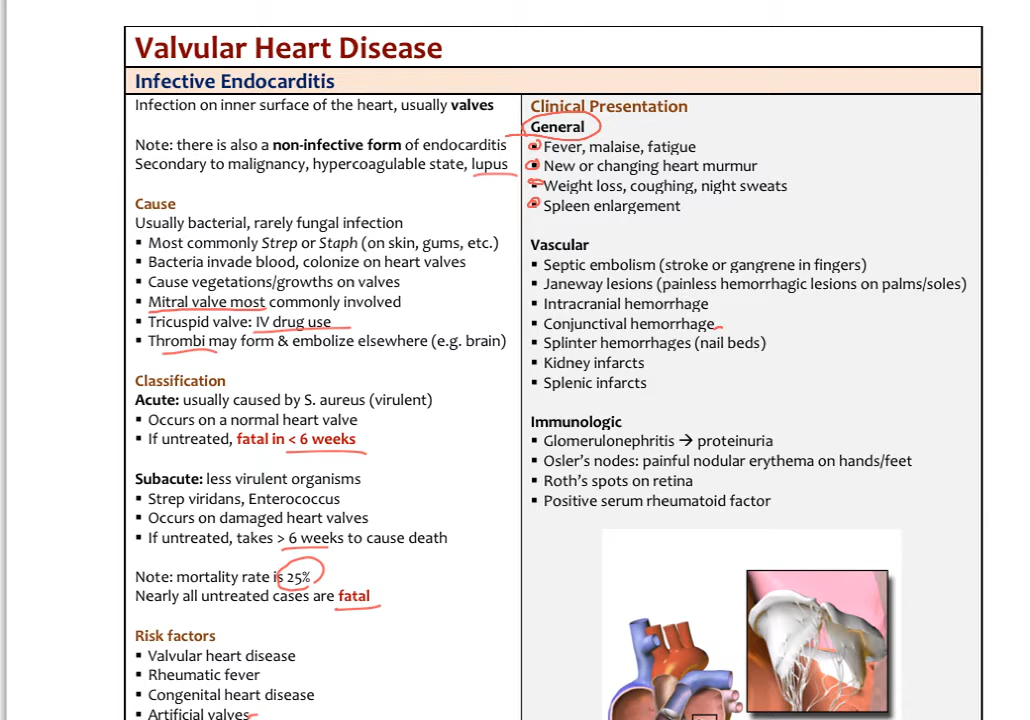 Valvular Heart Disease
Infective Endocarditis
Infection on inner surface of the heart, usually valves
Note: there is also a non-infective form of endocarditis
Secondary to malignancy, hypercoagulable state, lupus
Cause
Usually bacterial, rarely fungal infection
▪ Most commonly Strep or Staph (on skin, gums, etc.)
▪ Bacteria invade blood, colonize on heart valves
▪ Cause vegetations/growths on valves
▪ Mitral valve most commonly involved
▪ Tricuspid valve: IV drug use
▪ Thrombi may form & embolize elsewhere (e.g. brain)
Classification
Acute: usually caused by S. aureus (virulent)
▪ Occurs on a normal heart valve
▪ If untreated, fatal in < 6 weeks
Subacute: less virulent organisms
▪ Strep viridans, Enterococcus
▪ Occurs on damaged heart valves
▪ If untreated, takes > 6 weeks to cause death
Note: mortality rate is 25%
Nearly all untreated cases are fatal
Risk factors
▪ Valvular heart disease
▪ Rheumatic fever
▪ Congenital heart disease
▪ Artificial valves
Clinical Presentation
General
▪ Fever, malaise, fatigue
▪ New or changing heart murmur
▪ Weight loss, coughing, night sweats
▪ Spleen enlargement
Vascular
▪ Septic embolism (stroke or gangrene in fingers)
▪ Janeway lesions (painless hemorrhagic lesions on palms/soles)
▪ Intracranial hemorrhage
▪ Conjunctival hemorrhage
▪ Splinter hemorrhages (nail beds)
▪ Kidney infarcts
▪ Splenic infarcts
Immunologic
▪ Glomerulonephritis → proteinuria
▪ Osler's nodes: painful nodular erythema on hands/feet
▪ Roth's spots on retina
▪ Positive serum rheumatoid factor